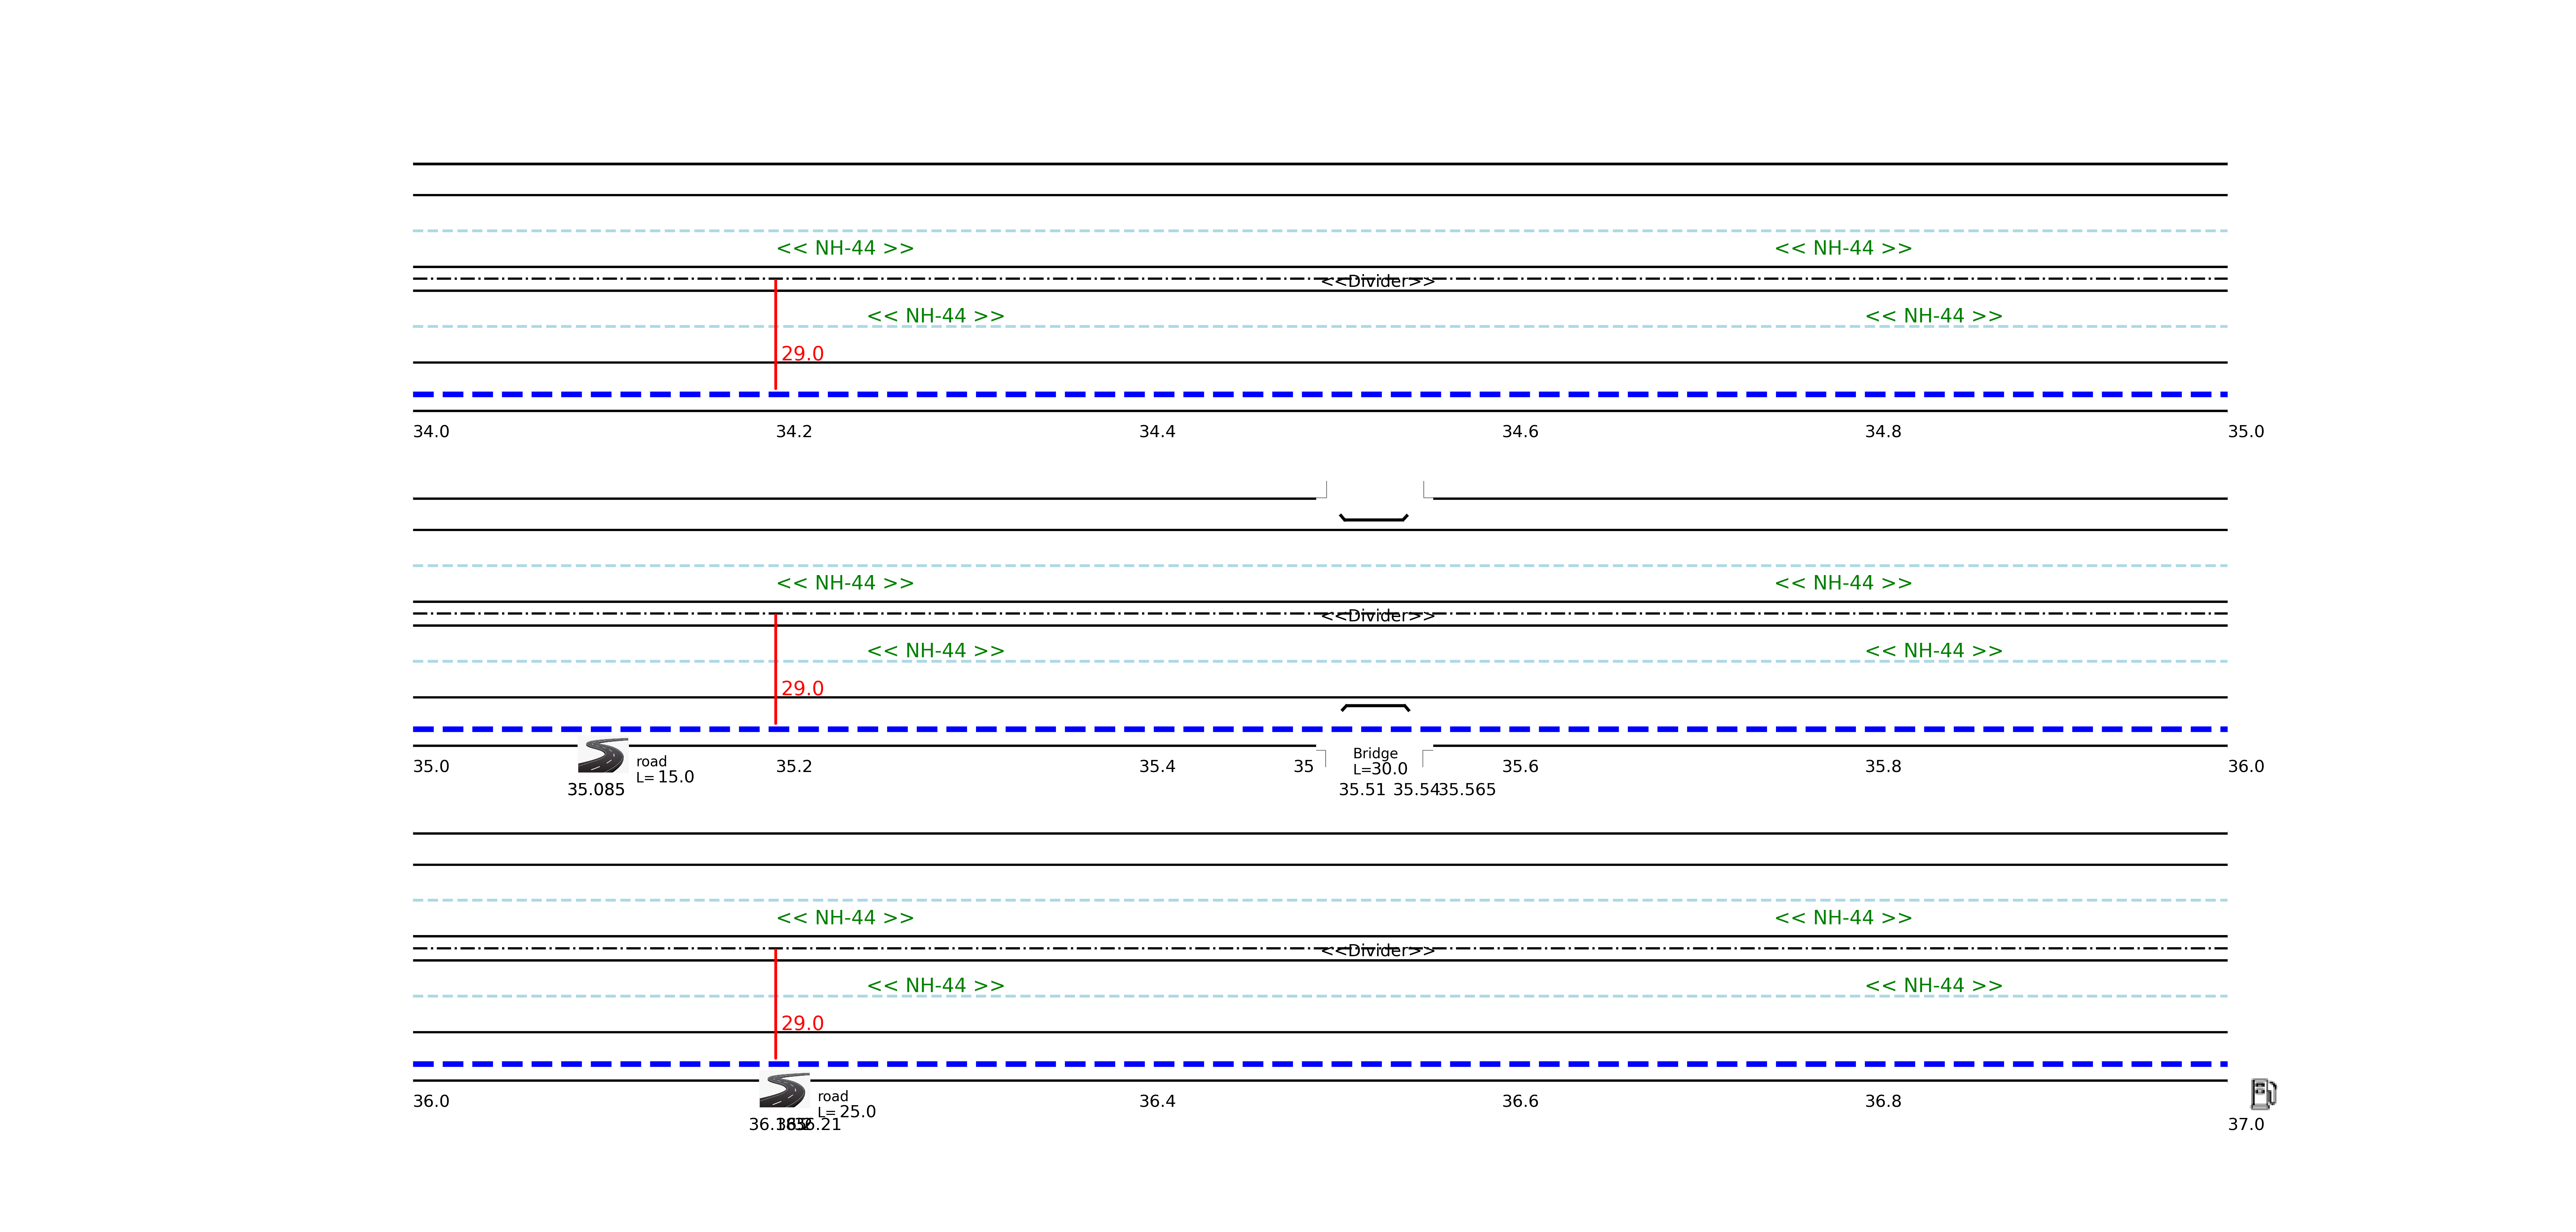 << NH-44 >> << NH-44 >>
<<Divider>>
<< NH-44 >> << NH-44 >>
29.0
34.0 34.2 34.4 34.6 34.8 35.0
<< NH-44 >> << NH-44 >>
<<Divider>>
<< NH-44 >> << NH-44 >>
29.0
road Bridge
35.0 L= 15.0 35.2 35.4 35 L=30.0 35.6 35.8 36.0
35.085 35.51 35.54 35.565
<< NH-44 >> << NH-44 >>
<<Divider>>
<< NH-44 >> << NH-44 >>
29.0
road
36.0 L= 25.0 36.4 36.6 36.8
37.0